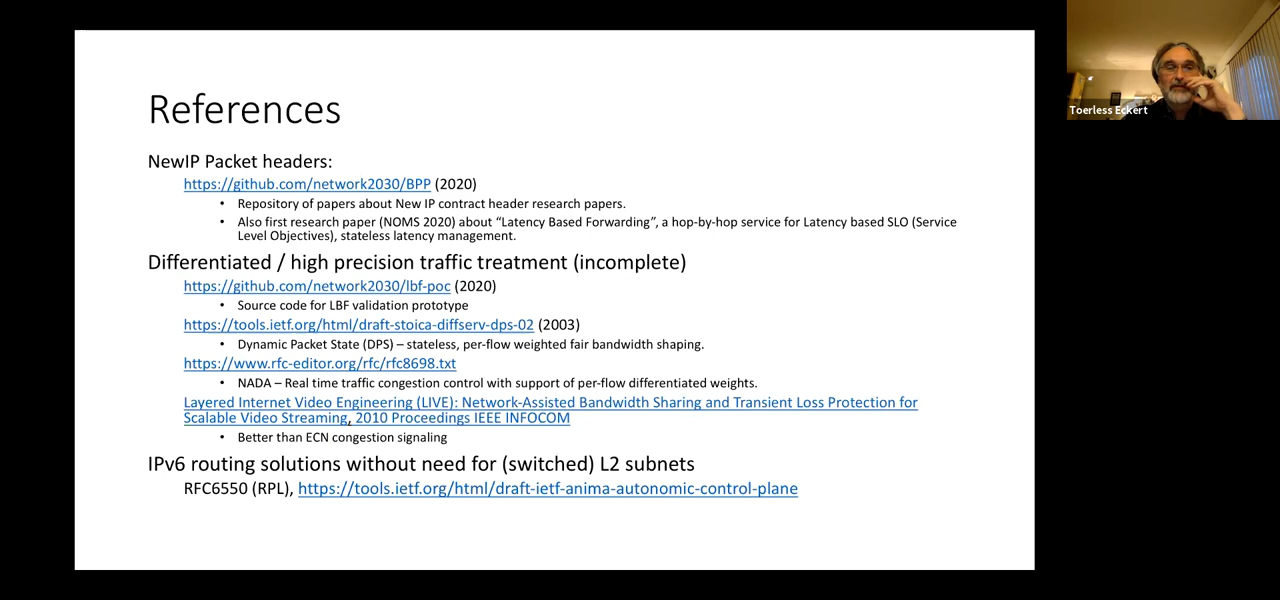 References
NewIP Packet headers:
https://github.com/network2030/BPP (2020)
• Repository of papers about New IP contract header research papers.
• Also first research paper (NOMS 2020) about “Latency Based Forwarding”, a hop-by-hop service for Latency based SLO (Service
Level Objectives), stateless latency management.
Differentiated / high precision traffic treatment (incomplete)
https://github.com/network2030/lbf-poc (2020)
• Source code for LBF validation prototype
https://tools.ietf.org/html/draft-stoica-diffserv-dps-02 (2003)
• Dynamic Packet State (DPS) – stateless, per-flow weighted fair bandwidth shaping.
https://www.rfc-editor.org/rfc/rfc8698.txt
• NADA – Real time traffic congestion control with support of per-flow differentiated weights.
Layered Internet Video Engineering (LIVE): Network-Assisted Bandwidth Sharing and Transient Loss Protection for
Scalable Video Streaming, 2010 Proceedings IEEE INFOCOM
• Better than ECN congestion signaling
IPv6 routing solutions without need for (switched) L2 subnets
RFC6550 (RPL), https://tools.ietf.org/html/draft-ietf-anima-autonomic-control-plane
Toerless Eckert